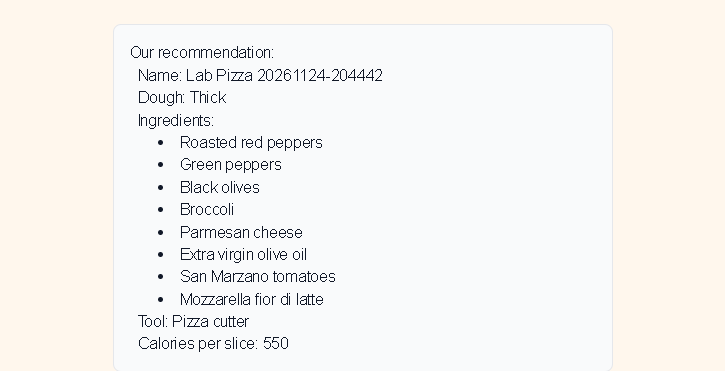 Our recommendation:
Name: Lab Pizza 20261124-204442
Dough: Thick
Ingredients:
• Roasted red peppers
• Green peppers
• Black olives
• Broccoli
• Parmesan cheese
• Extra virgin olive oil
• San Marzano tomatoes
• Mozzarella fior di latte
Tool: Pizza cutter
Calories per slice: 550